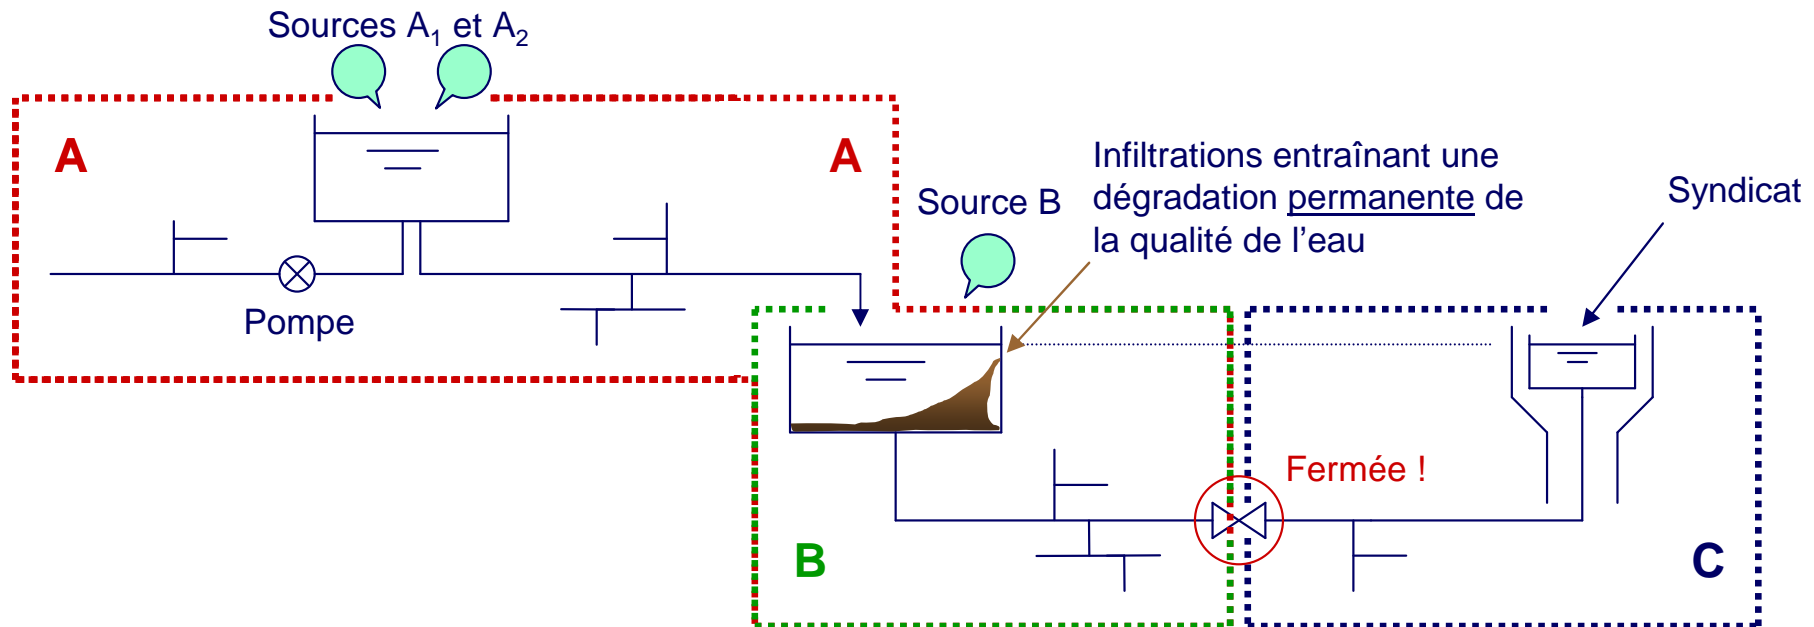 Sources A₁ et A₂
A
A
Infiltrations entraînant une
dégradation permanente de
la qualité de l'eau
Source B
Syndicat
Pompe
Fermée !
B
C